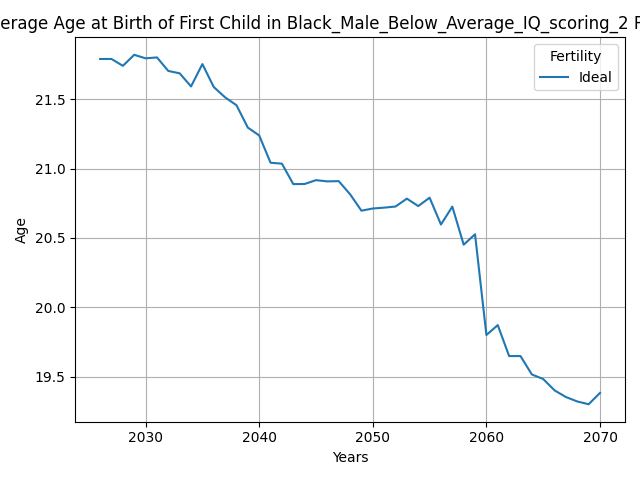 erage Age at Birth of First Child in Black_Male_Below_Average_IQ_scoring_2
Fertility
Ideal
21.5
21.0
20.5
20.0
19.5
Age
2030 2040 2050 2060 2070
Years